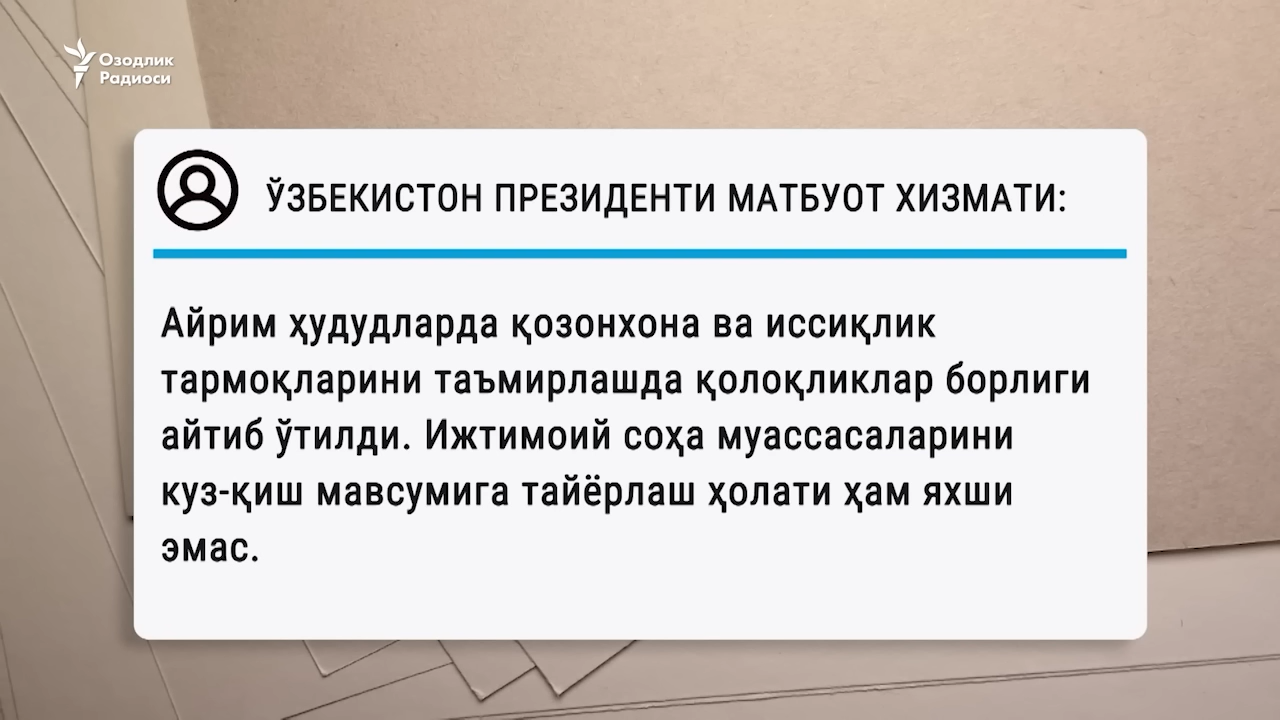 Озодлик
Радиоси
ЎЗБЕКИСТОН ПРЕЗИДЕНТИ МАТБУОТ ХИЗМАТИ:
Айрим ҳудудларда қозонхона ва иссиқлик
тармоқларини таъмирлашда қолоқликлар борлиги
айтиб ўтилди. Ижтимоий соҳа муассасаларини
куз-қиш мавсумига тайёрлаш ҳолати ҳам яхши
эмас.